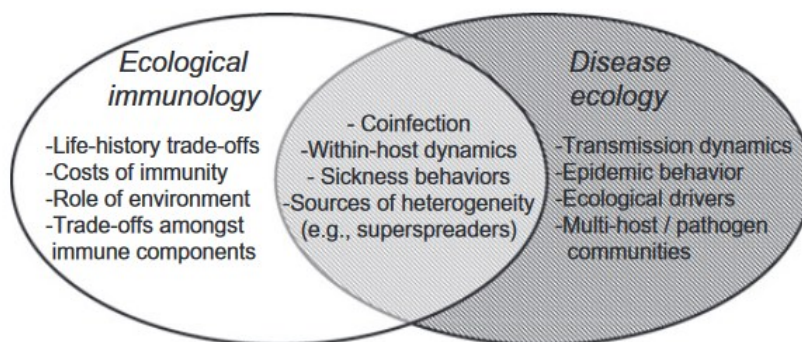 Ecological
immunology
-Life-history trade-offs
-Costs of immunity
-Role of environment
-Trade-offs amongst
immune components
- Coinfection
-Within-host dynamics
- Sickness behaviors
-Sources of heterogeneity
(e.g., superspreaders)
Disease
ecology
-Transmission dynamics
-Epidemic behavior
-Ecological drivers
-Multi-host / pathogen
communities